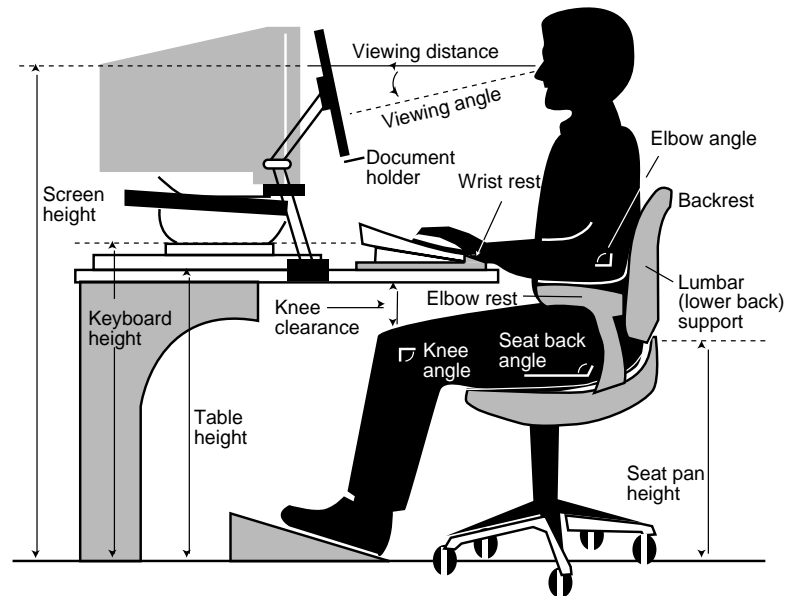 Viewing distance
Viewing angle
Document
holder
Elbow angle
Wrist rest
Screen
height
Backrest
Keyboard
height
Knee
clearance
Elbow rest
Lumbar
(lower back)
support
Knee
angle
Seat back
angle
Table
height
Seat pan
height